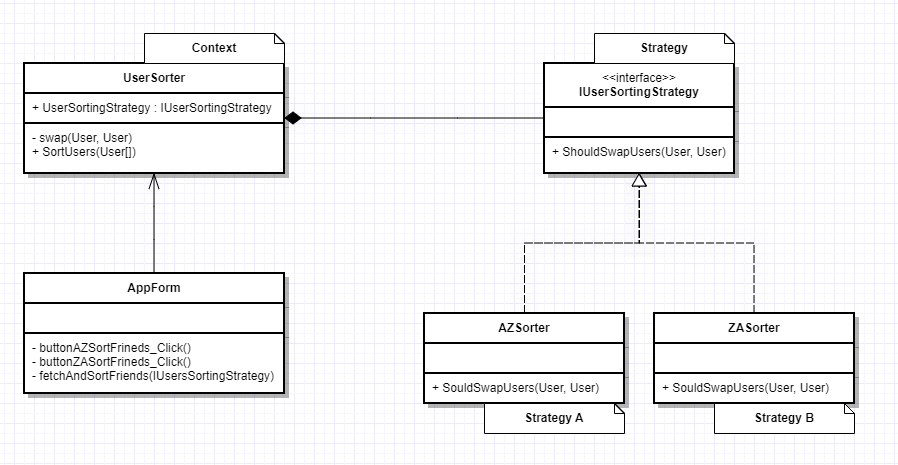 Context
UserSorter
+ UserSortingStrategy : IUserSortingStrategy
- swap(User, User)
+ SortUsers(User[])
Strategy
<<interface>>
IUserSortingStrategy
+ ShouldSwapUsers(User, User)
AppForm
- buttonAZSortFrineds_Click()
- buttonZASortFrineds_Click()
- fetchAndSortFriends(IUsersSortingStrategy)
AZSorter
+ SouldSwapUsers(User, User)
Strategy A
ZASorter
+ SouldSwapUsers(User, User)
Strategy B